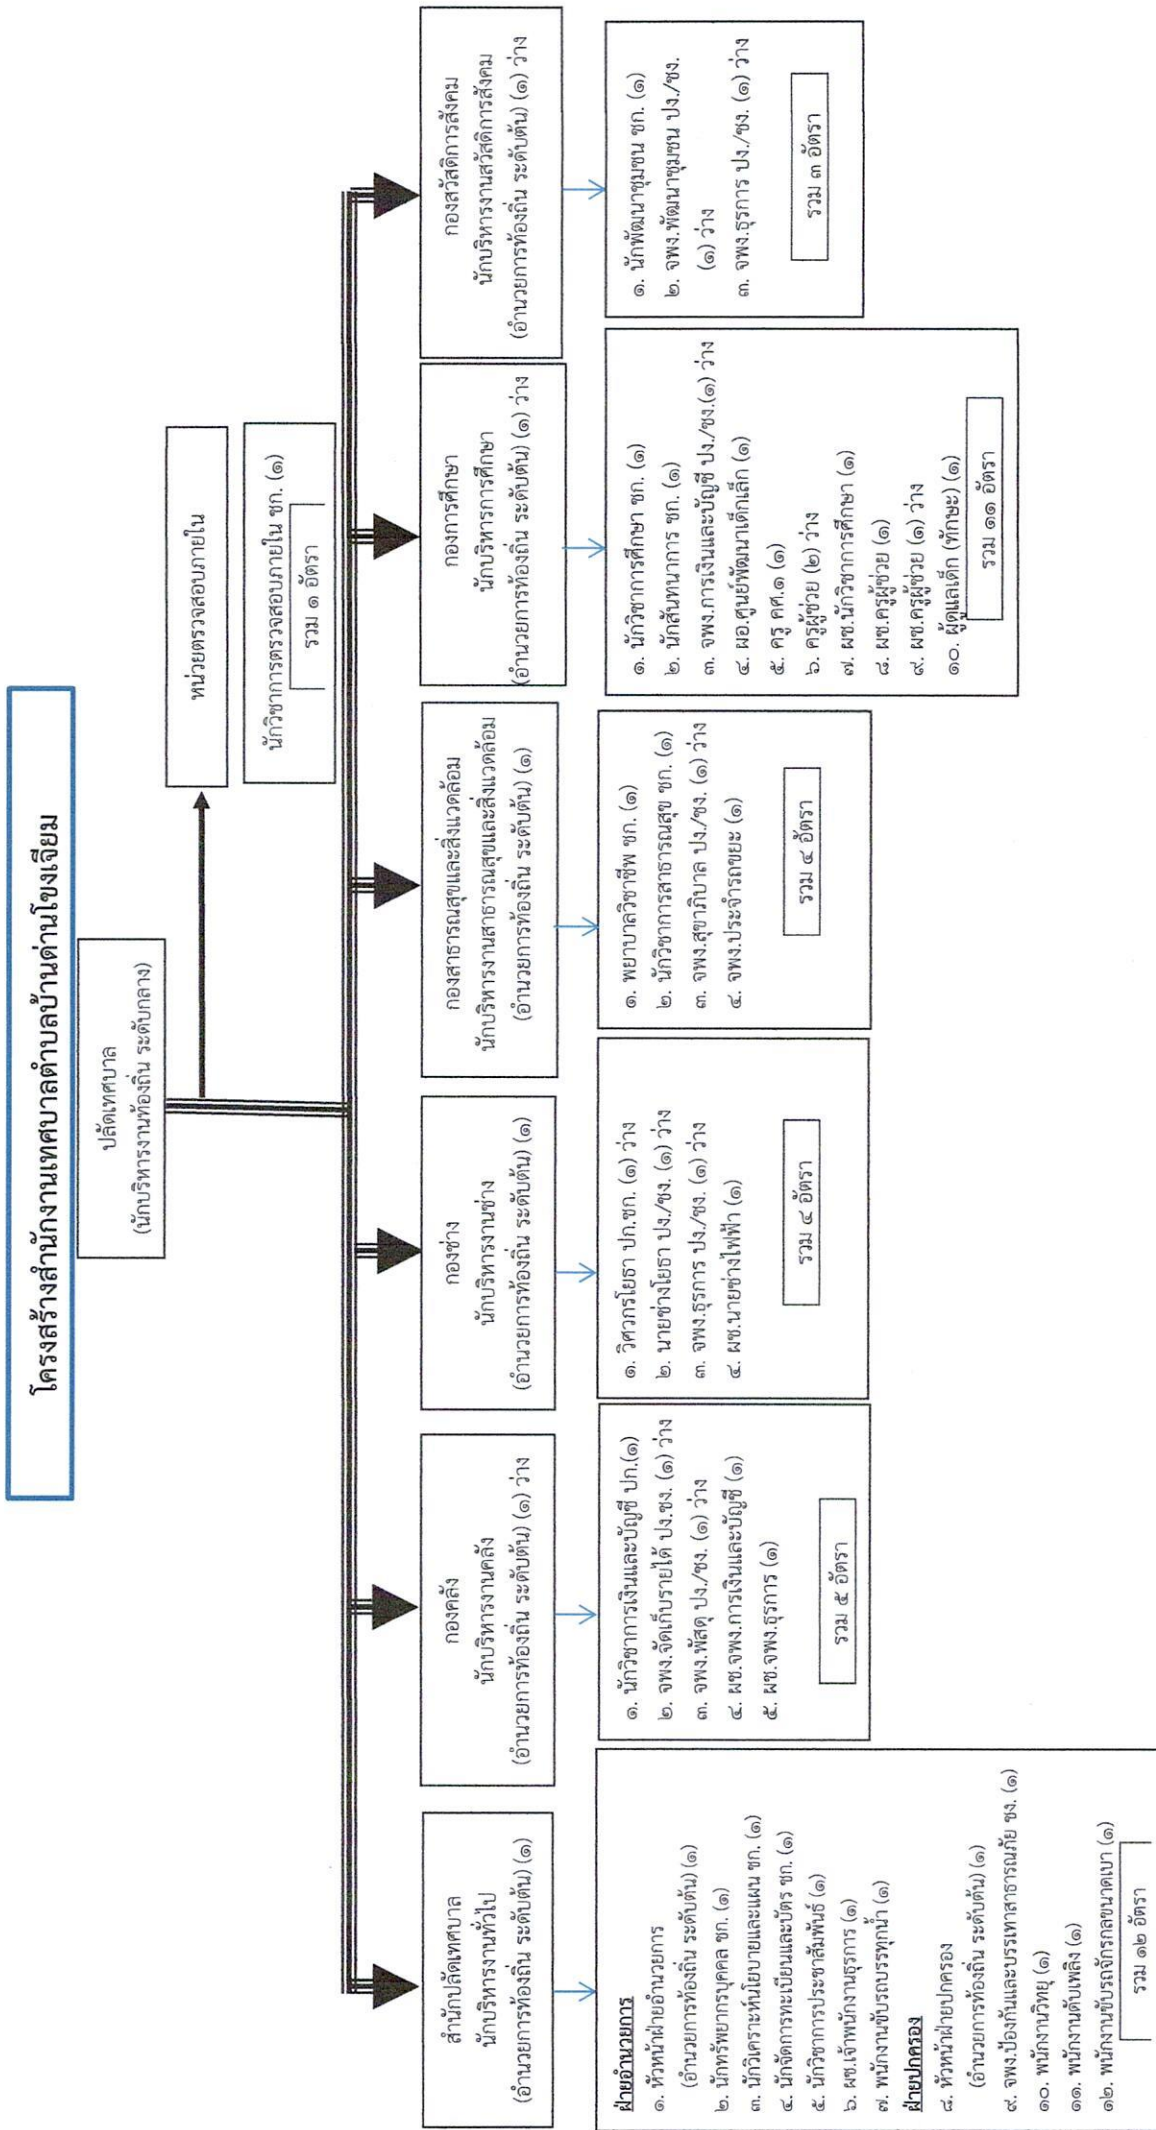 โครงสร้างสำนักงานเทศบาลตำบลบ้านด่านโขงเจียม
ปลัดเทศบาล
(นักบริหารงานท้องถิ่น ระดับกลาง)
หน่วยตรวจสอบภายใน
นักวิชาการตรวจสอบภายใน ชก. (๑)
รวม ๑ อัตรา
สำนักปลัดเทศบาล
นักบริหารงานทั่วไป
(อำนวยการท้องถิ่น ระดับต้น) (๑)
กองคลัง
นักบริหารงานคลัง
(อำนวยการท้องถิ่น ระดับต้น) (๑) ว่าง
กองช่าง
นักบริหารงานช่าง
(อำนวยการท้องถิ่น ระดับต้น) (๑)
กองสาธารณสุขและสิ่งแวดล้อม
นักบริหารงานสาธารณสุขและสิ่งแวดล้อม
(อำนวยการท้องถิ่น ระดับต้น) (๑)
กองการศึกษา
นักบริหารการศึกษา
(อำนวยการท้องถิ่น ระดับต้น) (๑) ว่าง
กองสวัสดิการสังคม
นักบริหารงานสวัสดิการสังคม
(อำนวยการท้องถิ่น ระดับต้น) (๑) ว่าง
ฝ่ายอำนวยการ
๑. หัวหน้าฝ่ายอำนวยการ
(อำนวยการท้องถิ่น ระดับต้น) (๑)
๒. นักทรัพยากรบุคคล ชก. (๑)
๓. นักวิเคราะห์นโยบายและแผน ชก. (๑)
๔. นักจัดการทะเบียนและบัตร ชก. (๑)
๕. นักวิชาการประชาสัมพันธ์ (๑)
๖. ผช.เจ้าพนักงานธุรการ (๑)
๗. พนักงานขับรถบรรทุกน้ำ (๑)
ฝ่ายปกครอง
๘. หัวหน้าฝ่ายปกครอง
(อำนวยการท้องถิ่น ระดับต้น) (๑)
๙. จพง.ป้องกันและบรรเทาสาธารณภัย ชง. (๑)
๑๐. พนักงานวิทยุ (๑)
๑๑. พนักงานดับเพลิง (๑)
๑๒. พนักงานขับรถจักรกลขนาดเบา (๑)
รวม ๑๒ อัตรา
๑. นักวิชาการเงินและบัญชี ปก.(๑)
๒. จพง.จัดเก็บรายได้ ปง.ชง. (๑) ว่าง
๓. จพง.พัสดุ ปง./ชง. (๑) ว่าง
๔. ผช.จพง.การเงินและบัญชี (๑)
๕. ผช.จพง.ธุรการ (๑)
รวม ๕ อัตรา
๑. วิศวกรโยธา ปก.ชก. (๑) ว่าง
๒. นายช่างโยธา ปง./ชง. (๑) ว่าง
๓. จพง.ธุรการ ปง./ชง. (๑) ว่าง
๔. ผช.นายช่างไฟฟ้า (๑)
รวม ๔ อัตรา
๑. พยาบาลวิชาชีพ ชก. (๑)
๒. นักวิชาการสาธารณสุข ชก. (๑)
๓. จพง.สุขาภิบาล ปง./ชง. (๑) ว่าง
๔. จพง.ประจำรถขยะ (๑)
รวม ๔ อัตรา
๑. นักวิชาการศึกษา ชก. (๑)
๒. นักสันทนาการ ชก. (๑)
๓. จพง.การเงินและบัญชี ปง./ชง.(๑) ว่าง
๔. ผอ.ศูนย์พัฒนาเด็กเล็ก (๑)
๕. ครู คศ.๑ (๑)
๖. ครูผู้ช่วย (๒) ว่าง
๗. ผช.นักวิชาการศึกษา (๑)
๘. ผช.ครูผู้ช่วย (๑)
๙. ผช.ครูผู้ช่วย (๑) ว่าง
๑๐. ผู้ดูแลเด็ก (ทักษะ) (๑)
รวม ๑๑ อัตรา
๑. นักพัฒนาชุมชน ชก. (๑)
๒. จพง.พัฒนาชุมชน ปง./ชง.
(๑) ว่าง
๓. จพง.ธุรการ ปง./ชง. (๑) ว่าง
รวม ๓ อัตรา